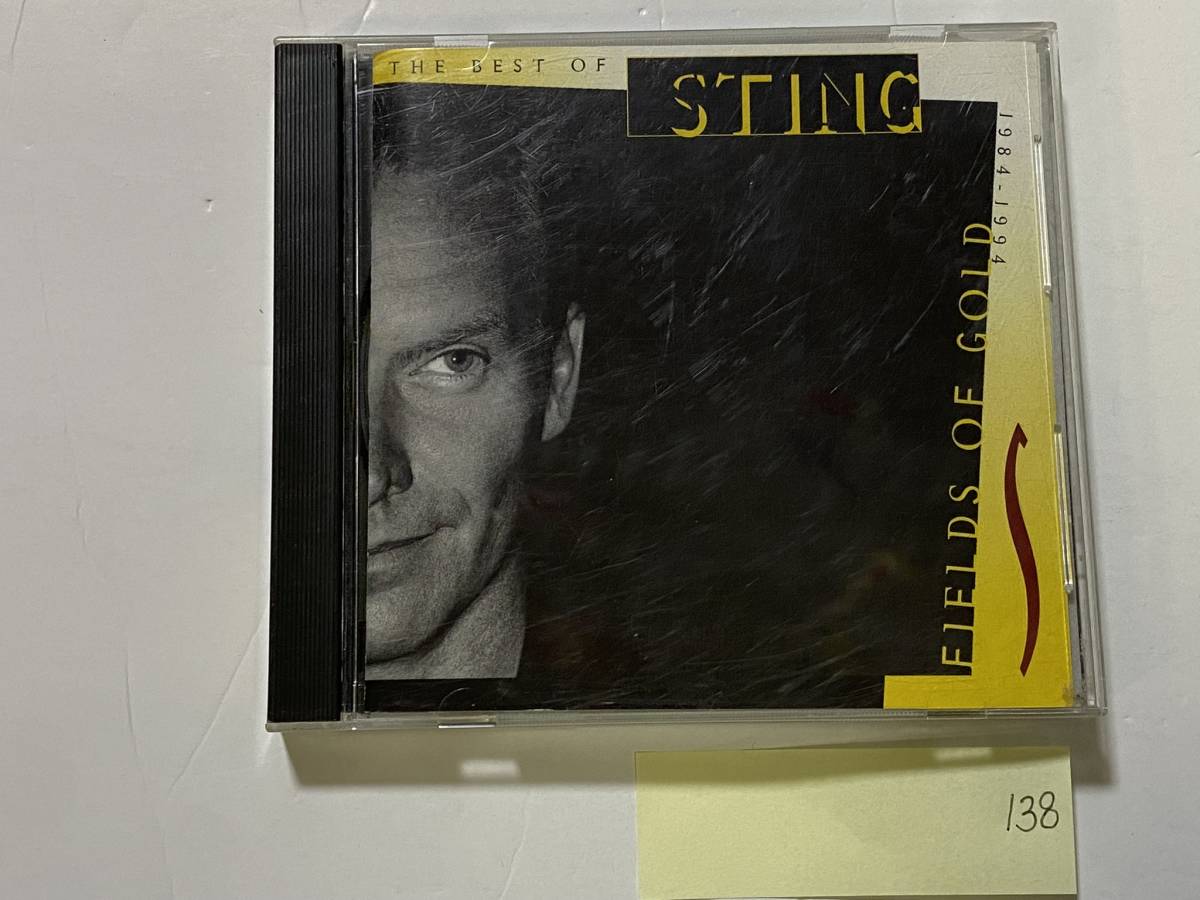 THE BEST OF
STING
1984-1994
FIELDS OF GOLD
138